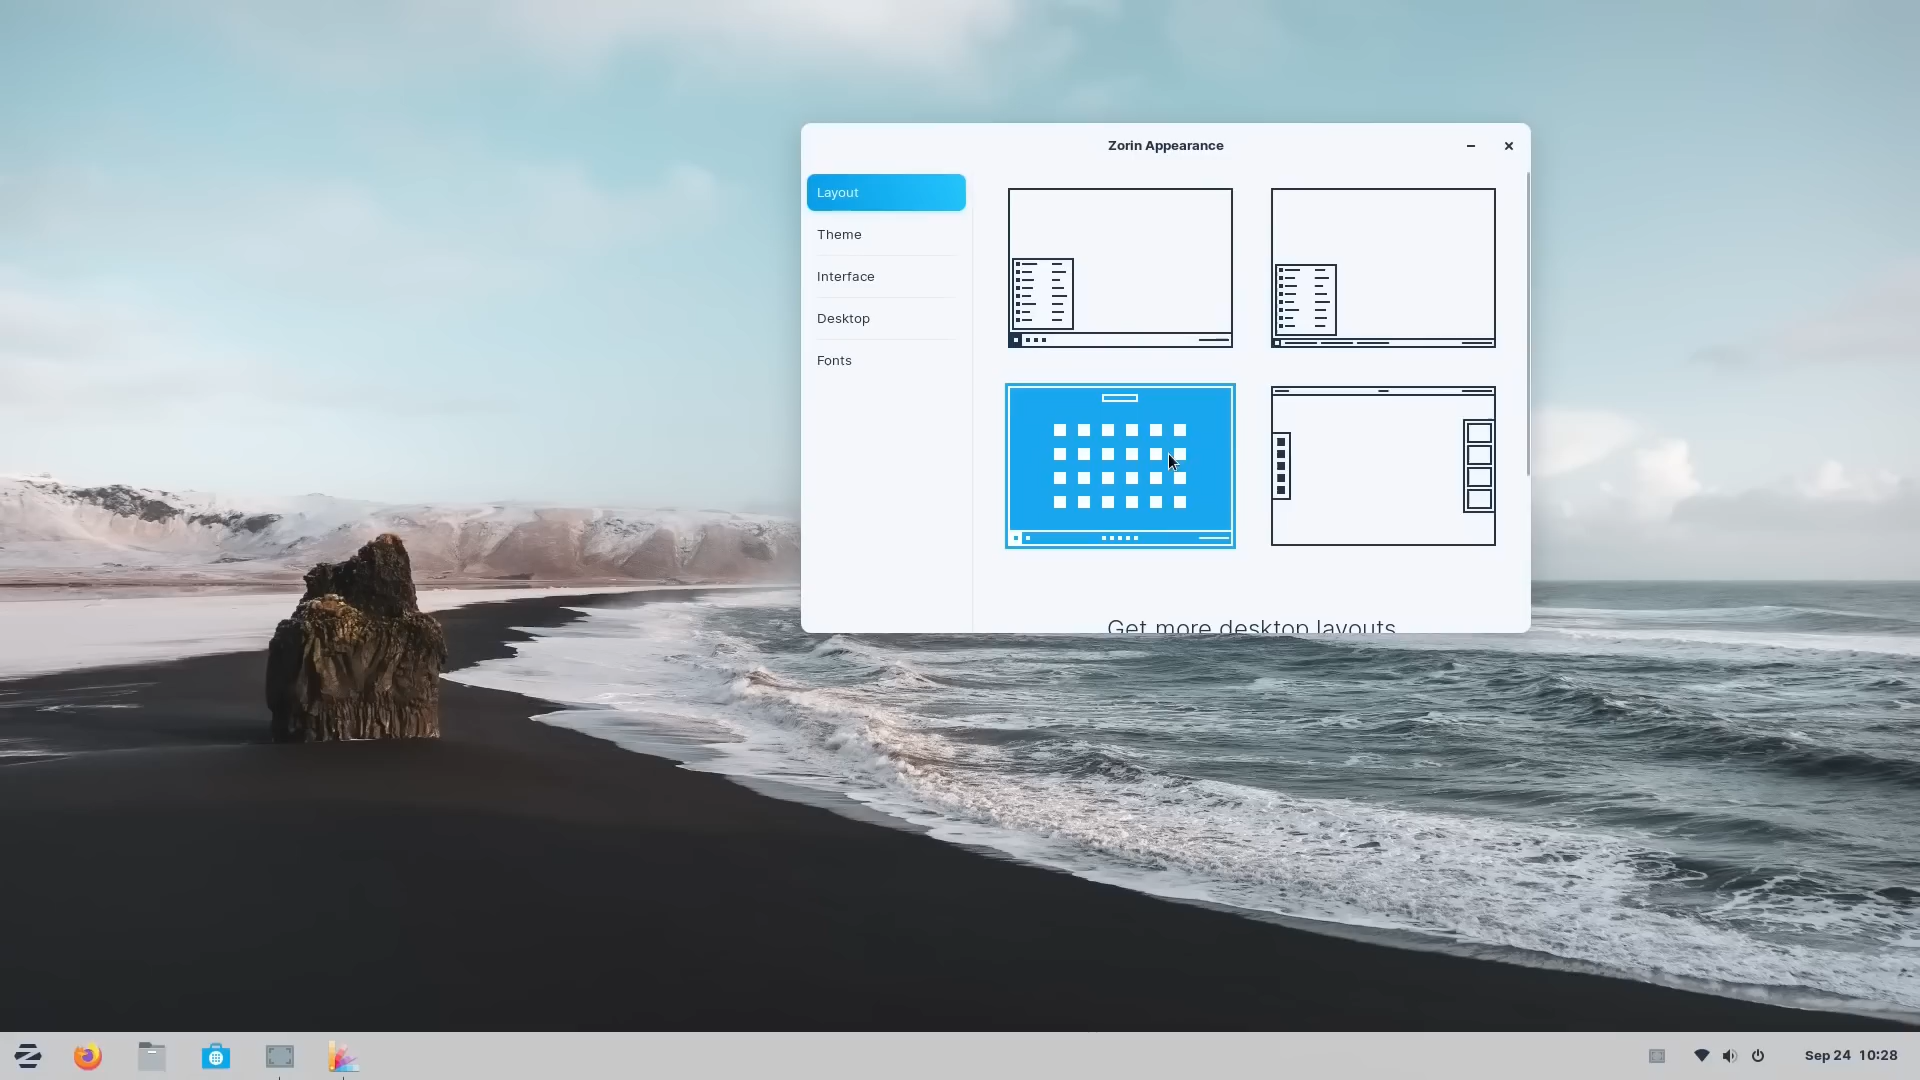 Zorin Appearance
Layout
Theme
Interface
Desktop
Fonts
Get more desktop layouts
Sep 24 10:28